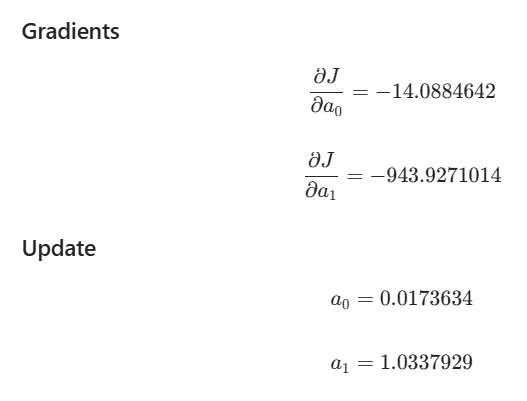 Gradients
∂J/∂a₀ = −14.0884642
∂J/∂a₁ = −943.9271014
Update
a₀ = 0.0173634
a₁ = 1.0337929